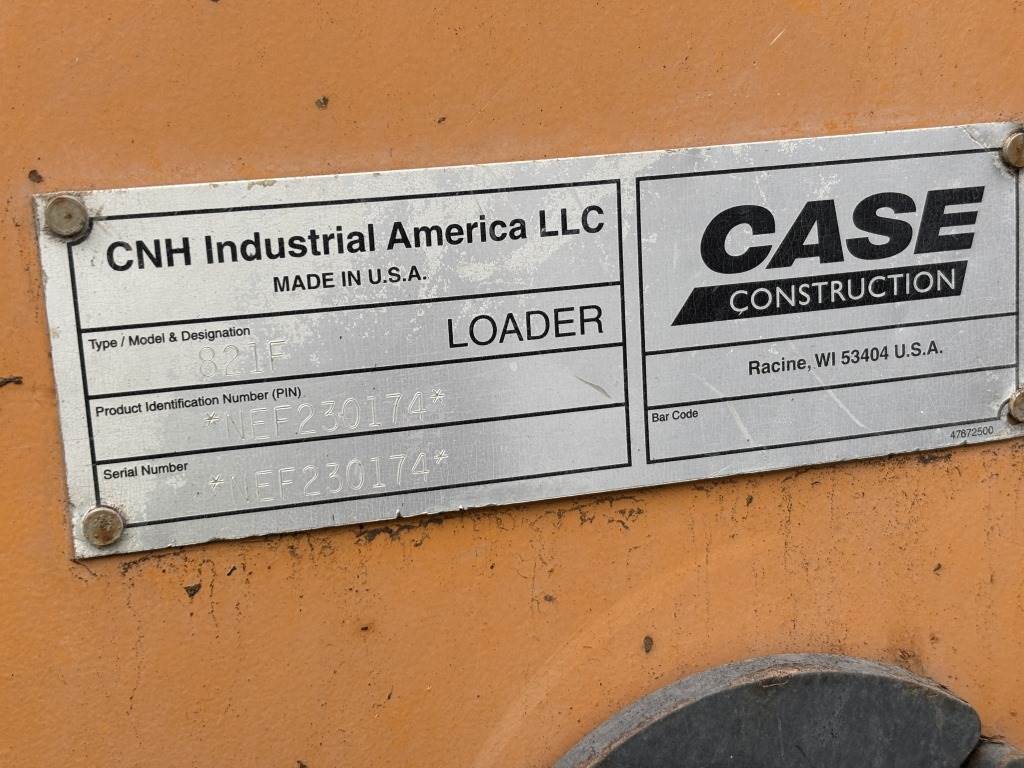 CNH Industrial America LLC
MADE IN U.S.A.
Type / Model & Designation
821F
LOADER
Product Identification Number (PIN)
*NEF230174*
Serial Number
*NEF230174*
CASE
CONSTRUCTION
Racine, WI 53404 U.S.A.
Bar Code
47672500